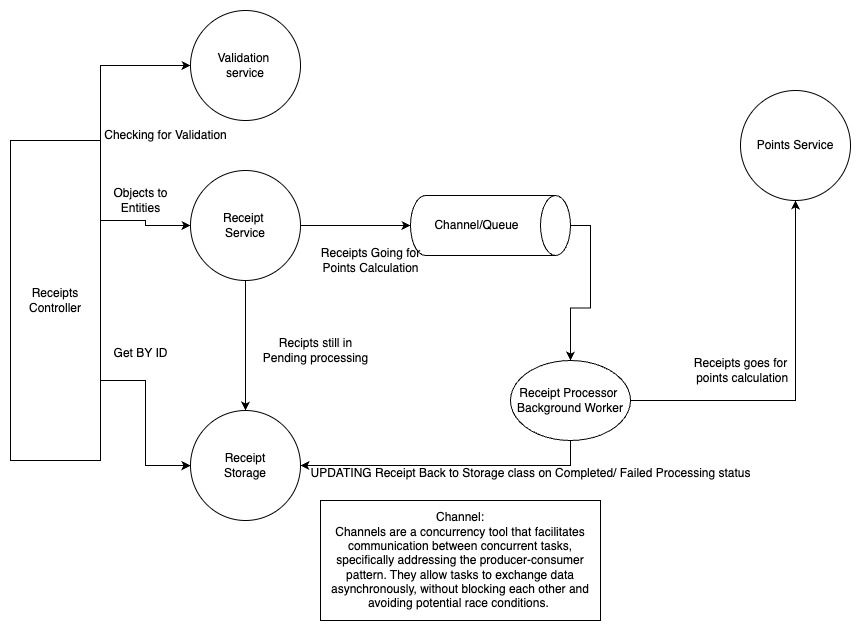 Validation
service
Checking for Validation
Points Service
Objects to
Entities
Receipt
Service
Channel/Queue
Receipts Going for
Points Calculation
Receipts
Controller
Get BY ID
Recipts still in
Pending processing
Receipts goes for
points calculation
Receipt Processor
Background Worker
Receipt
Storage
UPDATING Receipt Back to Storage class on Completed/ Failed Processing status
Channel:
Channels are a concurrency tool that facilitates
communication between concurrent tasks,
specifically addressing the producer-consumer
pattern. They allow tasks to exchange data
asynchronously, without blocking each other and
avoiding potential race conditions.